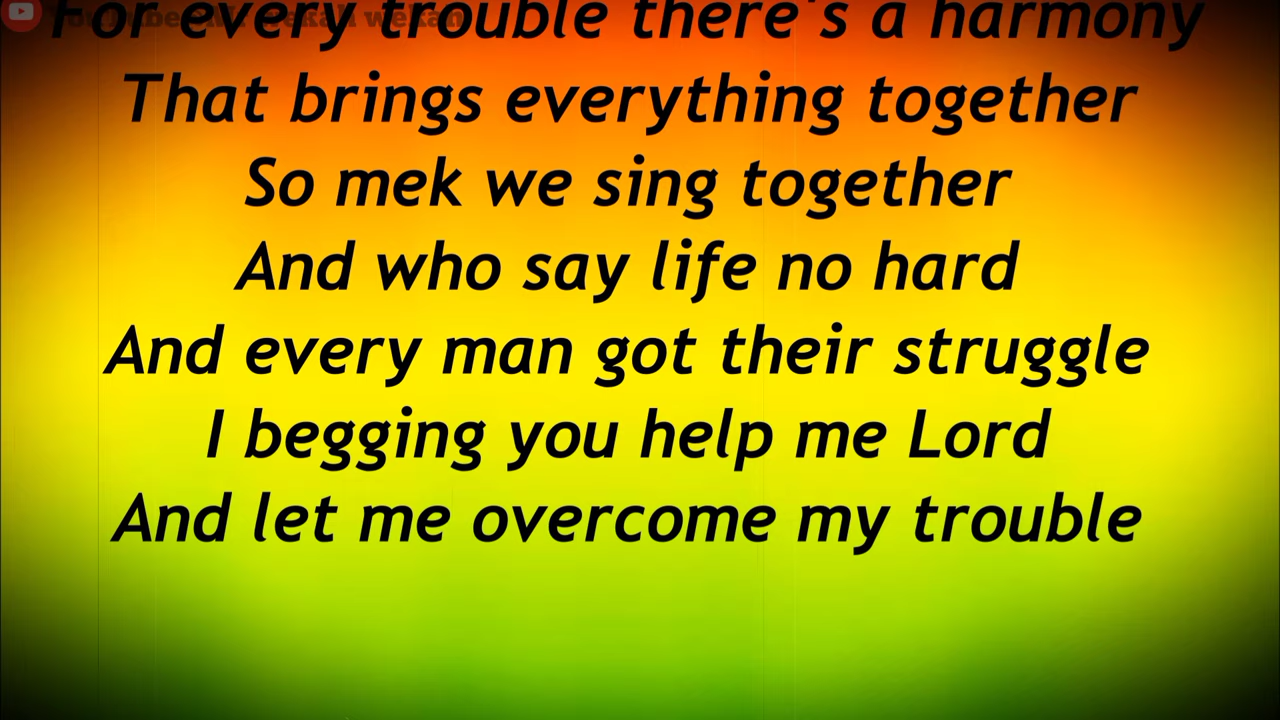 For every trouble there's a harmony
That brings everything together
So mek we sing together
And who say life no hard
And every man got their struggle
I begging you help me Lord
And let me overcome my trouble